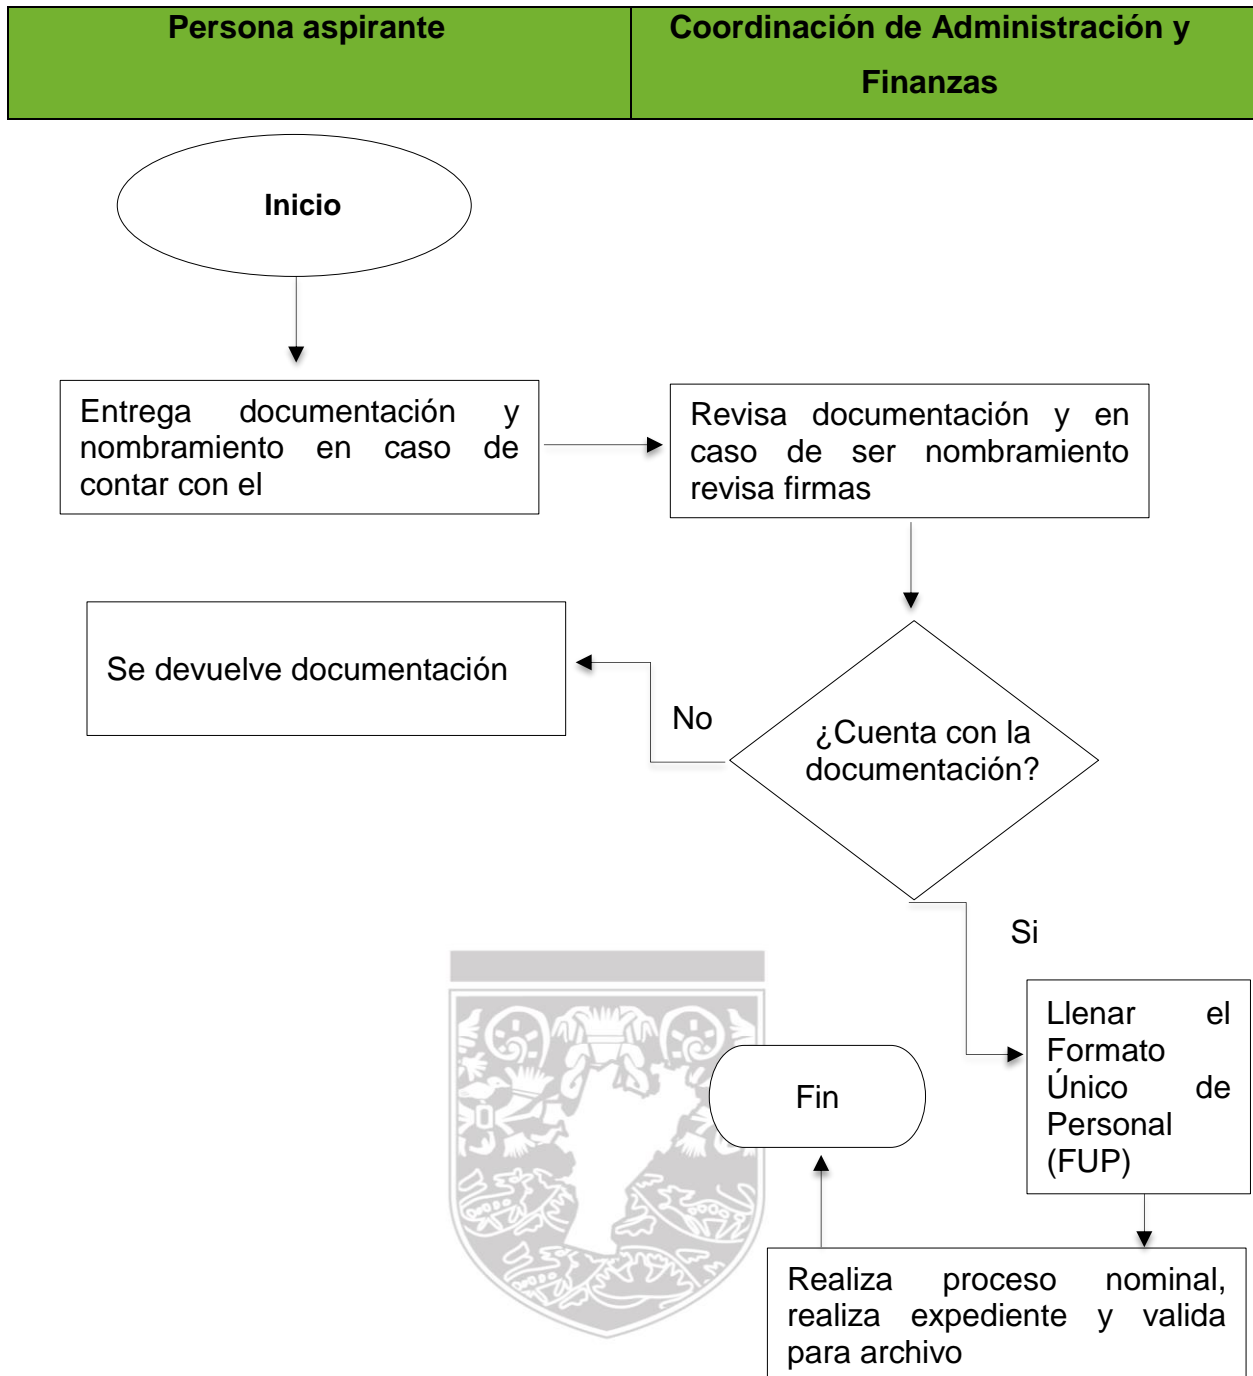 Persona aspirante
Coordinación de Administración y
Finanzas
Inicio
Entrega documentación y
nombramiento en caso de
contar con el
Revisa documentación y en
caso de ser nombramiento
revisa firmas
Se devuelve documentación
No
¿Cuenta con la
documentación?
Si
Llenar el
Formato
Único de
Personal
(FUP)
Fin
Realiza proceso nominal,
realiza expediente y valida
para archivo